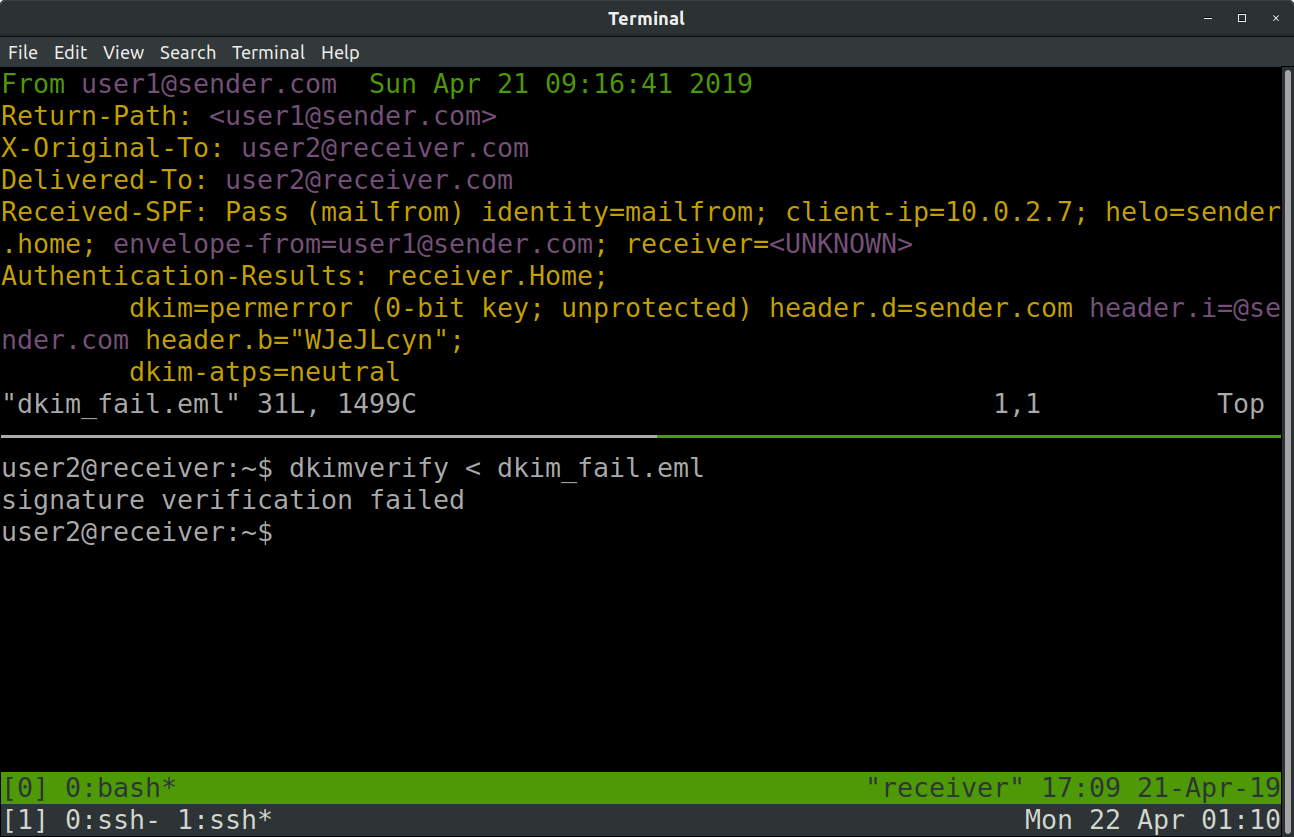 Terminal
File Edit View Search Terminal Help
From user1@sender.com  Sun Apr 21 09:16:41 2019
Return-Path: <user1@sender.com>
X-Original-To: user2@receiver.com
Delivered-To: user2@receiver.com
Received-SPF: Pass (mailfrom) identity=mailfrom; client-ip=10.0.2.7; helo=sender
.home; envelope-from=user1@sender.com; receiver=<UNKNOWN>
Authentication-Results: receiver.Home;
        dkim=permerror (0-bit key; unprotected) header.d=sender.com header.i=@se
nder.com header.b="WJeJLcyn";
        dkim-atps=neutral
"dkim_fail.eml" 31L, 1499C                                    1,1           Top
user2@receiver:~$ dkimverify < dkim_fail.eml
signature verification failed
user2@receiver:~$
[0] 0:bash*                                           "receiver" 17:09 21-Apr-19
[1] 0:ssh- 1:ssh*                                               Mon 22 Apr 01:10